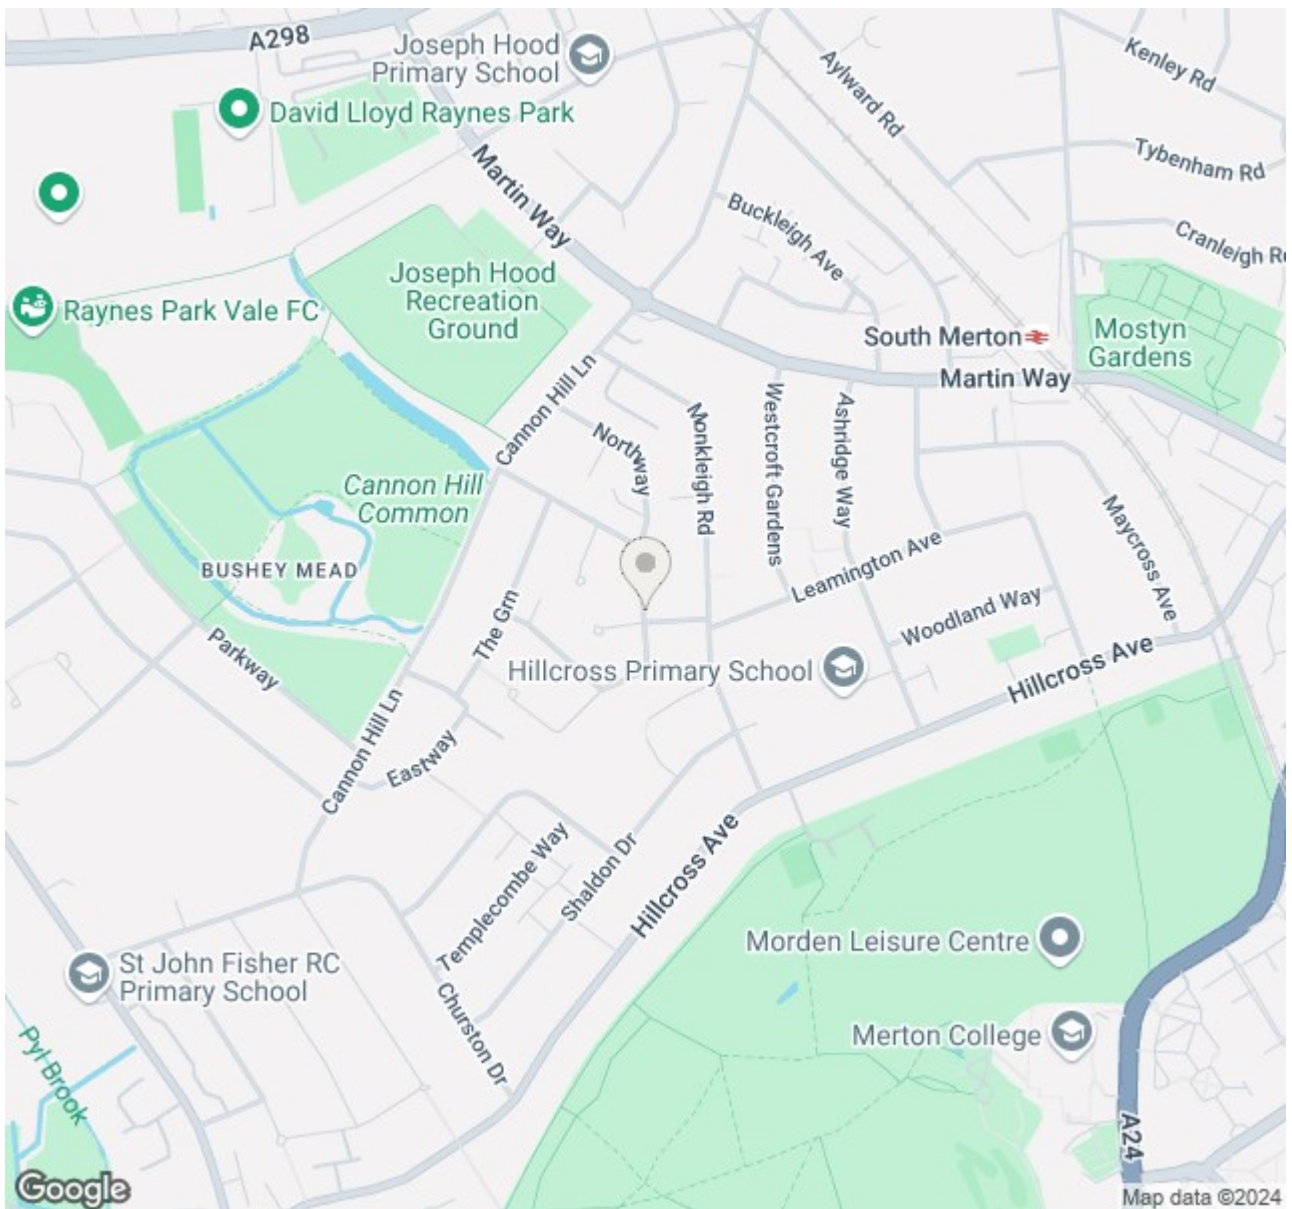 A298
Joseph Hood
Primary School
David Lloyd Raynes Park
Aylward Rd
Kenley Rd
Tybenham Rd
Martin Way
Buckleigh Ave
Cranleigh R
Joseph Hood
Recreation
Ground
Raynes Park Vale FC
South Merton
Mostyn
Gardens
Martin Way
Cannon Hill Ln
Northway
Monkleigh Rd
Westcroft Gardens
Ashridge Way
Cannon Hill
Common
Maycross Ave
BUSHEY MEAD
Leamington Ave
The Grn
Woodland Way
Parkway
Hillcross Primary School
Hillcross Ave
Cannon Hill Ln
Eastway
Templecombe Way
Shaldon Dr
Hillcross Ave
Morden Leisure Centre
St John Fisher RC
Primary School
Churston Dr
Merton College
Pyl Brook
A24
Google
Map data ©2024